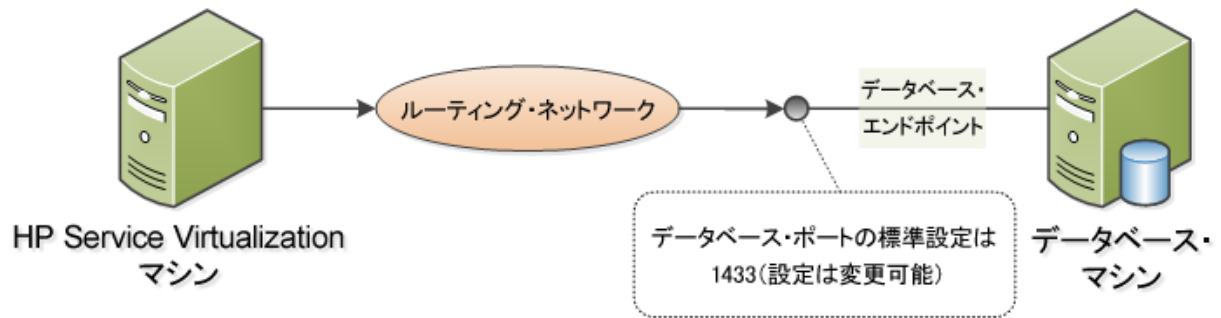 ルーティング・ネットワーク
データベース・
エンドポイント
HP Service Virtualization
マシン
データベース・ポートの標準設定は
1433(設定は変更可能)
データベース・
マシン